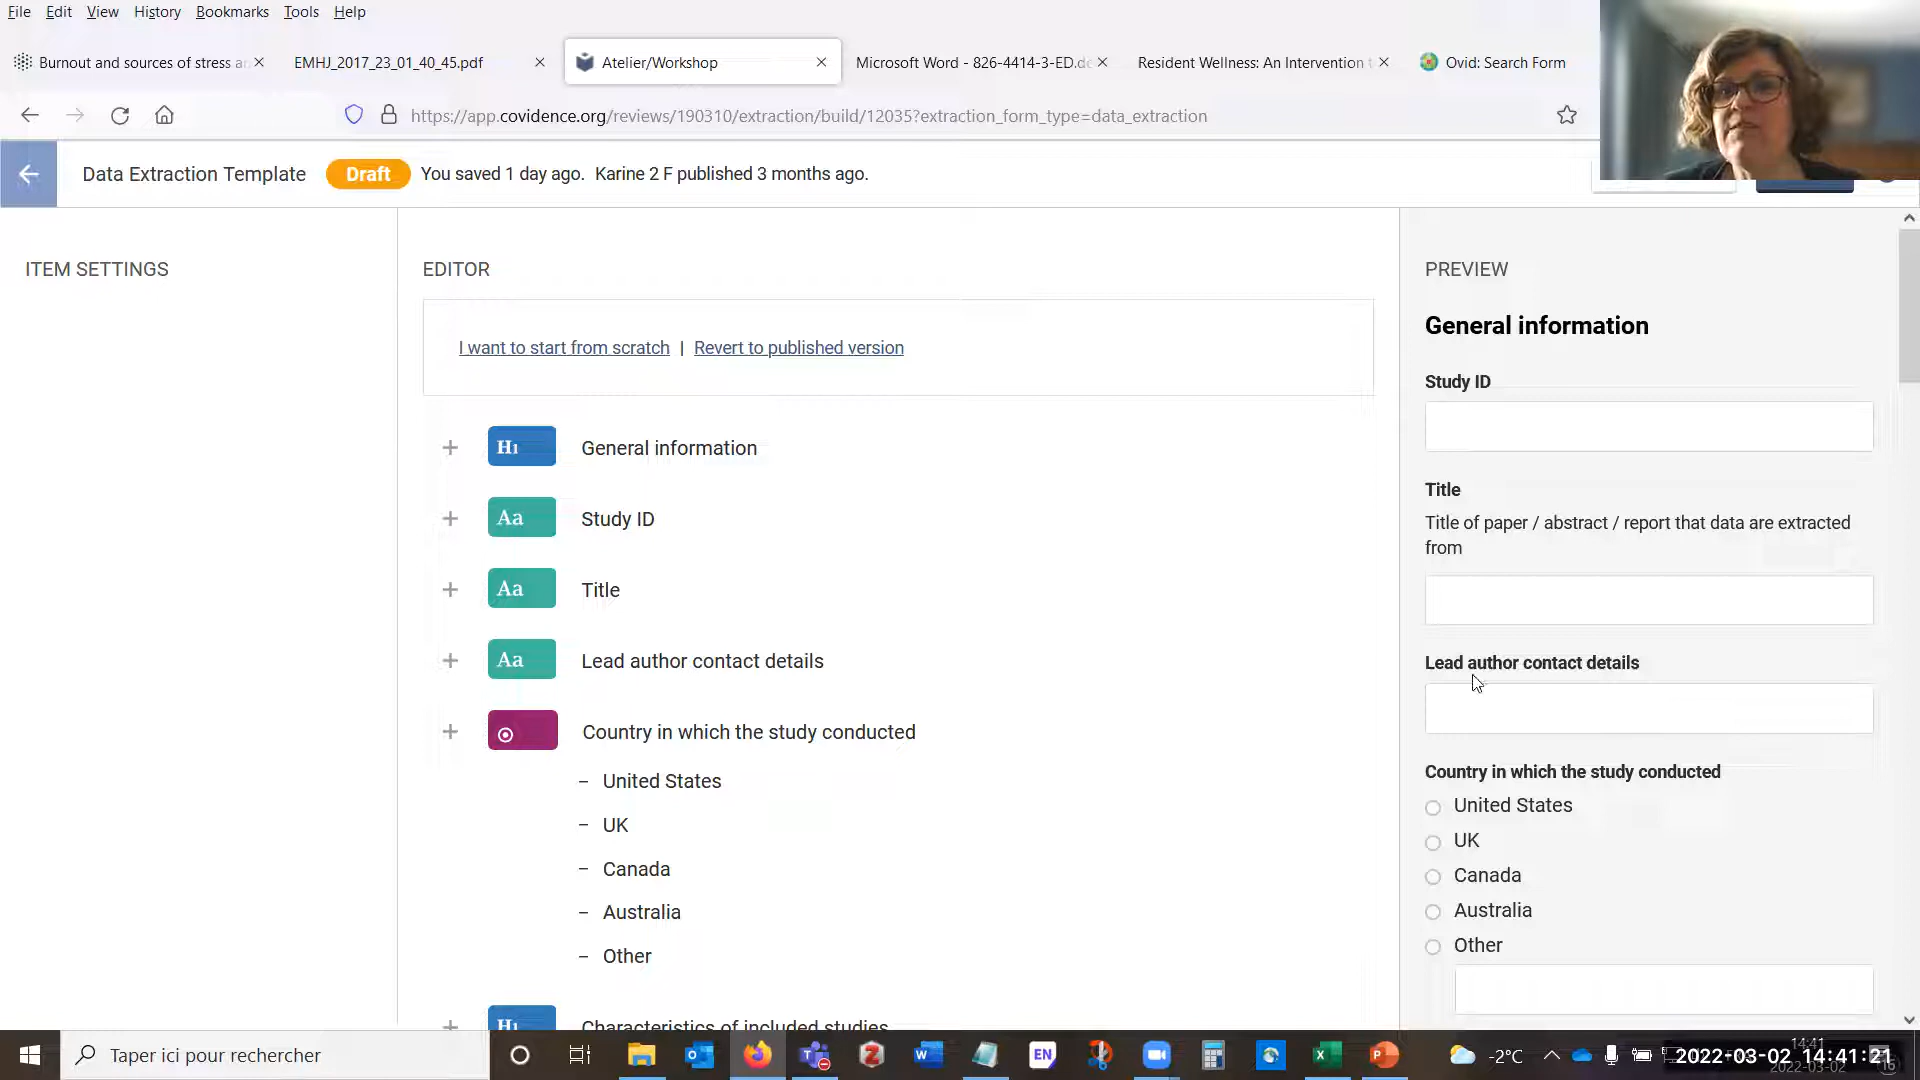 File Edit View History Bookmarks Tools Help
Burnout and sources of stress a
EMHJ_2017_23_01_40_45.pdf
Atelier/Workshop
Microsoft Word - 826-4414-3-ED.d
Resident Wellness: An Intervention
Ovid: Search Form
https://app.covidence.org/reviews/190310/extraction/build/12035?extraction_form_type=data_extraction
Data Extraction Template Draft You saved 1 day ago. Karine 2 F published 3 months ago.
ITEM SETTINGS
EDITOR
I want to start from scratch | Revert to published version
H1 General information
Aa Study ID
Aa Title
Aa Lead author contact details
Country in which the study conducted
– United States
– UK
– Canada
– Australia
– Other
H1 Characteristics of included studies
PREVIEW
General information
Study ID
Title
Title of paper / abstract / report that data are extracted
from
Lead author contact details
Country in which the study conducted
United States
UK
Canada
Australia
Other
Taper ici pour rechercher
EN
-2°C
14:41
2022-03-02 14:41:21
2022-03-02
16